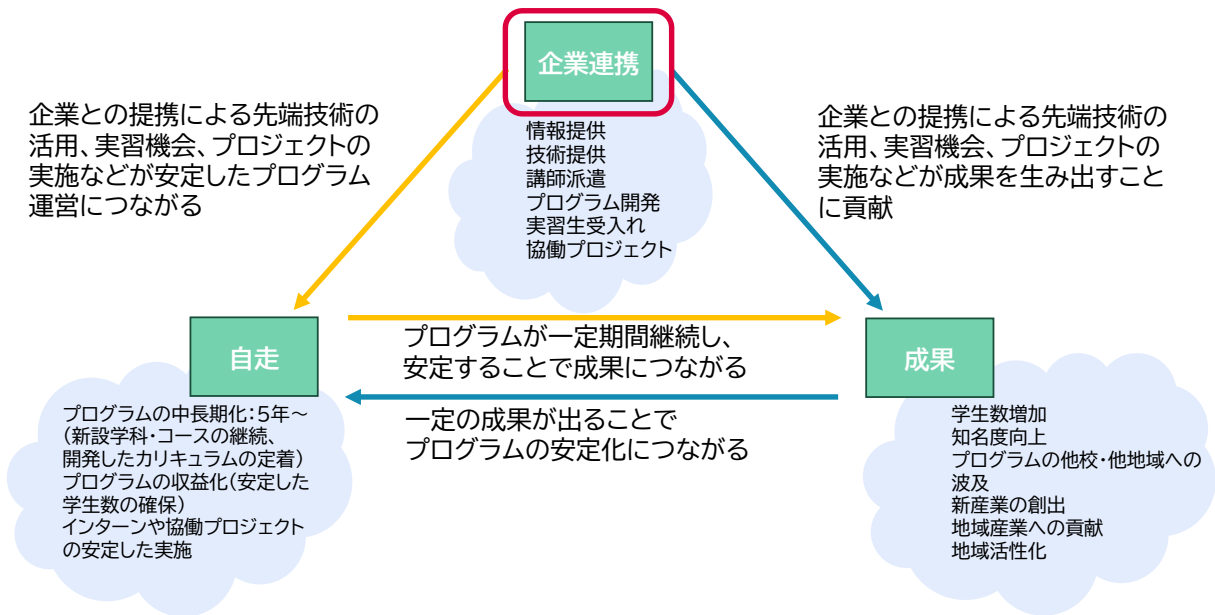 企業連携
情報提供
技術提供
講師派遣
プログラム開発
実習生受入れ
協働プロジェクト
企業との提携による先端技術の
活用、実習機会、プロジェクトの
実施などが安定したプログラム
運営につながる
企業との提携による先端技術の
活用、実習機会、プロジェクトの
実施などが成果を生み出すこと
に貢献
自走
プログラムが一定期間継続し、
安定することで成果につながる
一定の成果が出ることで
プログラムの安定化につながる
成果
プログラムの中長期化：５年～
（新設学科・コースの継続、
開発したカリキュラムの定着）
プログラムの収益化（安定した
学生数の確保）
インターンや協働プロジェクト
の安定した実施
学生数増加
知名度向上
プログラムの他校・他地域への
波及
新産業の創出
地域産業への貢献
地域活性化